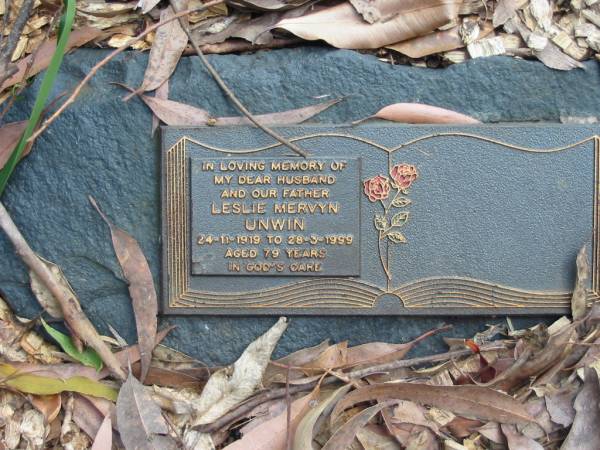 IN LOVING MEMORY OF
MY DEAR HUSBAND
AND OUR FATHER
LESLIE MERVYN
UNWIN
24-11-1919 TO 28-3-1999
AGED 79 YEARS
IN GOD'S CARE